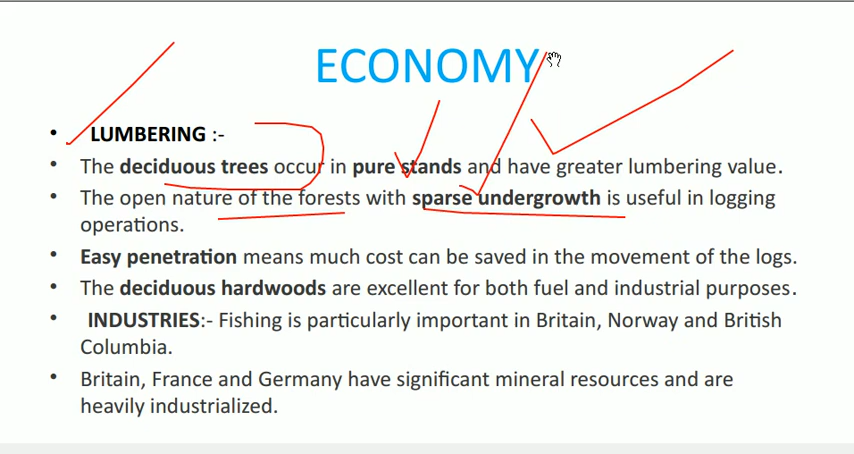 ECONOMY
• LUMBERING :-
• The deciduous trees occur in pure stands and have greater lumbering value.
• The open nature of the forests with sparse undergrowth is useful in logging
operations.
• Easy penetration means much cost can be saved in the movement of the logs.
• The deciduous hardwoods are excellent for both fuel and industrial purposes.
• INDUSTRIES:- Fishing is particularly important in Britain, Norway and British
Columbia.
• Britain, France and Germany have significant mineral resources and are
heavily industrialized.